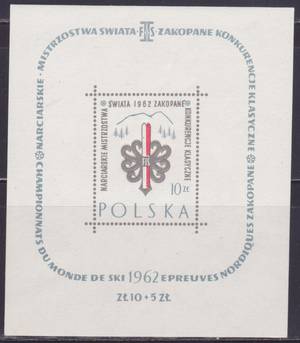 NARCIARSKIE · MISTRZOSTWA ŚWIATA · FIS · ZAKOPANE KONKURENCJE KLASYCZNE
NARCIARSKIE MISTRZOSTWA
ŚWIATA 1962 ZAKOPANE
KONKURENCJE KLASYCZNE
FIS
10 ZŁ
POLSKA
CHAMPIONNATS DU MONDE DE SKI 1962 EPREUVES NORDIQUES ZAKOPANE
ZŁ 10 + 5 ZŁ